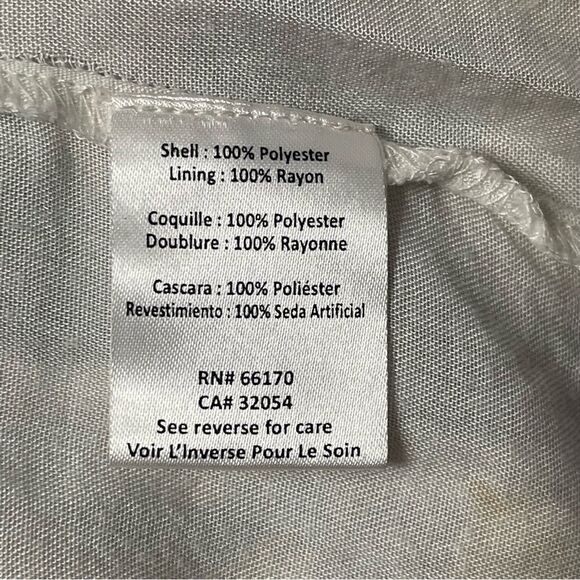 Shell : 100% Polyester
Lining : 100% Rayon
Coquille : 100% Polyester
Doublure : 100% Rayonne
Cascara : 100% Poliéster
Revestimiento : 100% Seda Artificial
RN# 66170
CA# 32054
See reverse for care
Voir L'Inverse Pour Le Soin